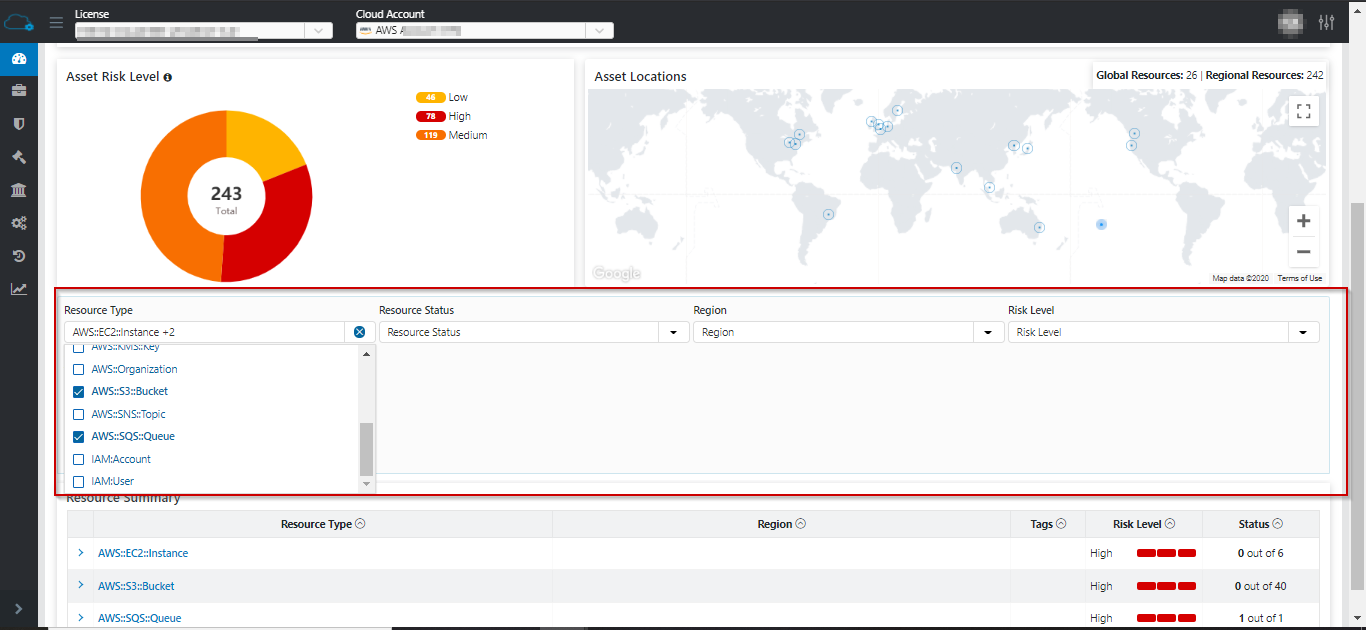 License
Cloud Account
AWS
Asset Risk Level
46 Low
78 High
119 Medium
243
Total
Asset Locations
Global Resources: 26 | Regional Resources: 242
Google
Map data ©2020 Terms of Use
Resource Type
Resource Status
Region
Risk Level
AWS::EC2::Instance +2
Resource Status
Region
Risk Level
AWS::KMS::Key
AWS::Organization
AWS::S3::Bucket
AWS::SNS::Topic
AWS::SQS::Queue
IAM:Account
IAM:User
Resource Summary
Resource Type Region Tags Risk Level Status
AWS::EC2::Instance High 0 out of 6
AWS::S3::Bucket High 0 out of 40
AWS::SQS::Queue High 1 out of 1